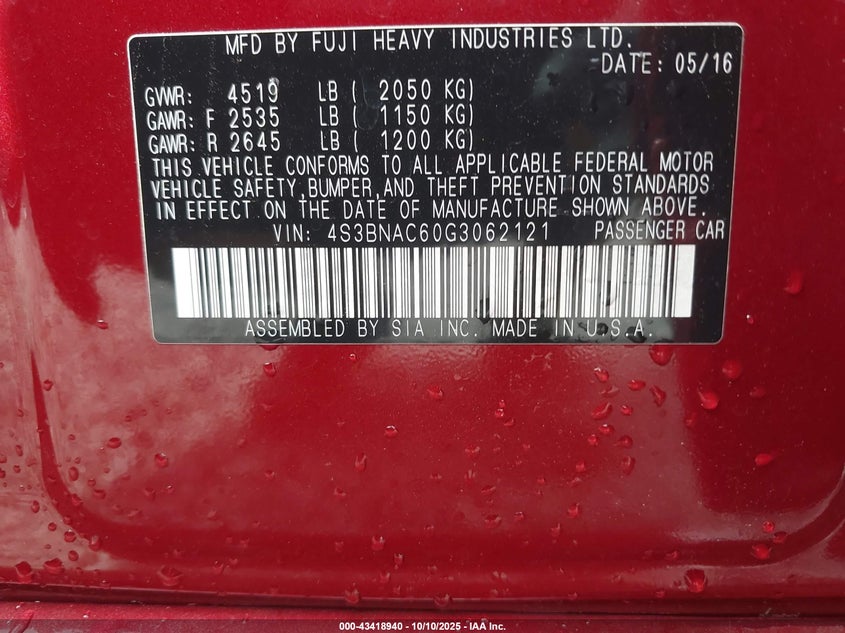 MFD BY FUJI HEAVY INDUSTRIES LTD.
DATE: 05/16
GVWR: 4519 LB ( 2050 KG)
GAWR: F 2535 LB ( 1150 KG)
GAWR: R 2645 LB ( 1200 KG)
THIS VEHICLE CONFORMS TO ALL APPLICABLE FEDERAL MOTOR
VEHICLE SAFETY, BUMPER, AND THEFT PREVENTION STANDARDS
IN EFFECT ON THE DATE OF MANUFACTURE SHOWN ABOVE.
VIN: 4S3BNAC60G3062121 PASSENGER CAR
ASSEMBLED BY SIA INC. MADE IN U.S.A.
000-43418940 - 10/10/2025 - IAA Inc.